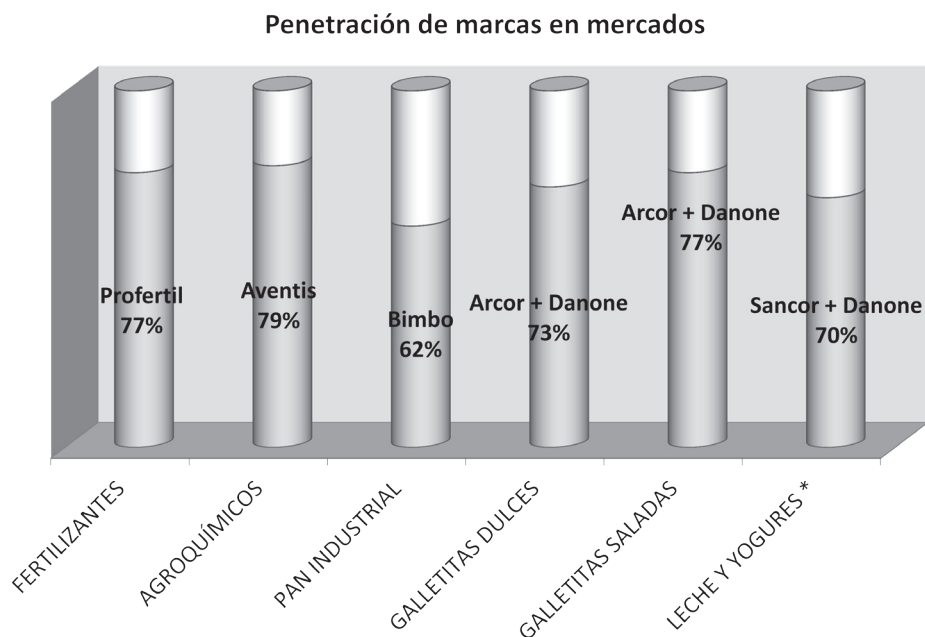 Penetración de marcas en mercados
Profertil
77%
Aventis
79%
Bimbo
62%
Arcor + Danone
73%
Arcor + Danone
77%
Sancor + Danone
70%
FERTILIZANTES
AGROQUÍMICOS
PAN INDUSTRIAL
GALLETITAS DULCES
GALLETITAS SALADAS
LECHE Y YOGURES *